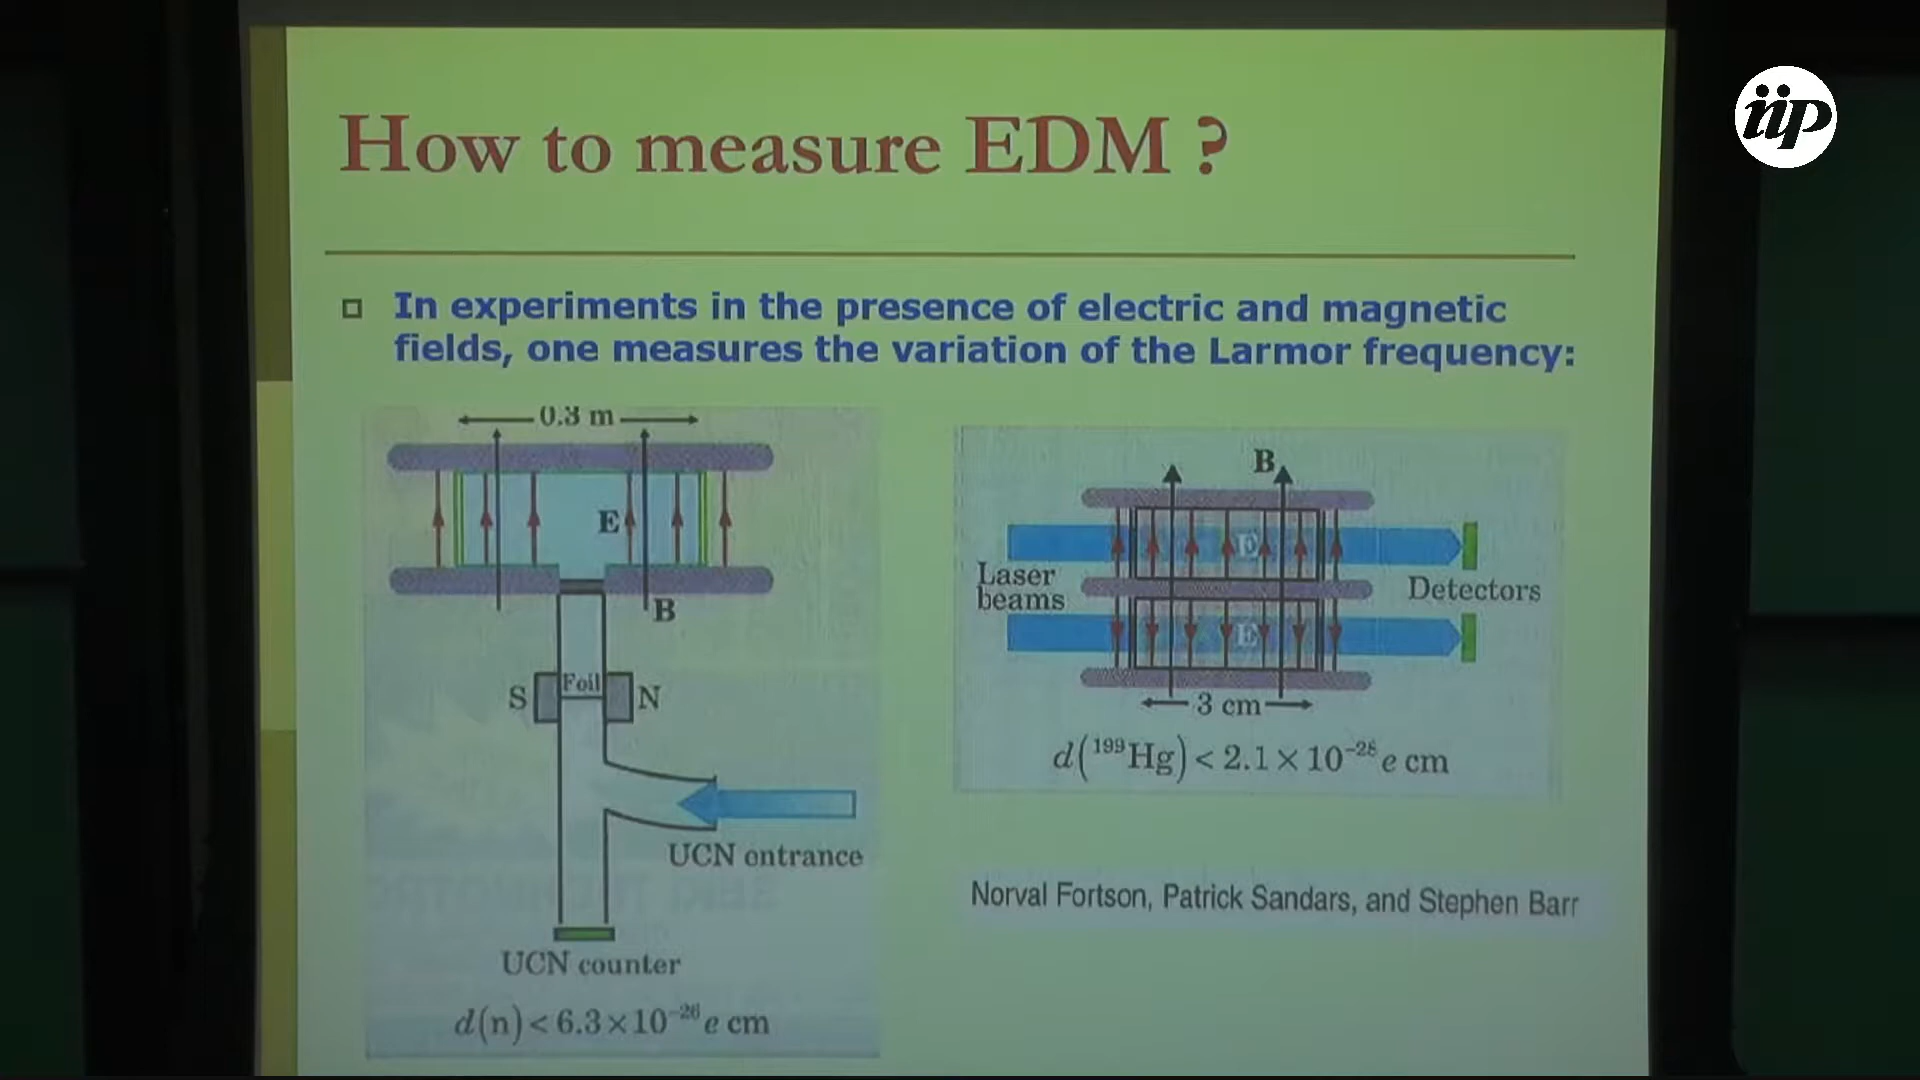 iip
How to measure EDM ?
In experiments in the presence of electric and magnetic
fields, one measures the variation of the Larmor frequency:
0.3 m
E
B
S
Foil
N
UCN entrance
UCN counter
d(n) < 6.3 × 10⁻²⁶ e cm
B
E
Laser
beams
Detectors
E
3 cm
d(¹⁹⁹Hg) < 2.1 × 10⁻²⁸ e cm
Norval Fortson, Patrick Sandars, and Stephen Barr